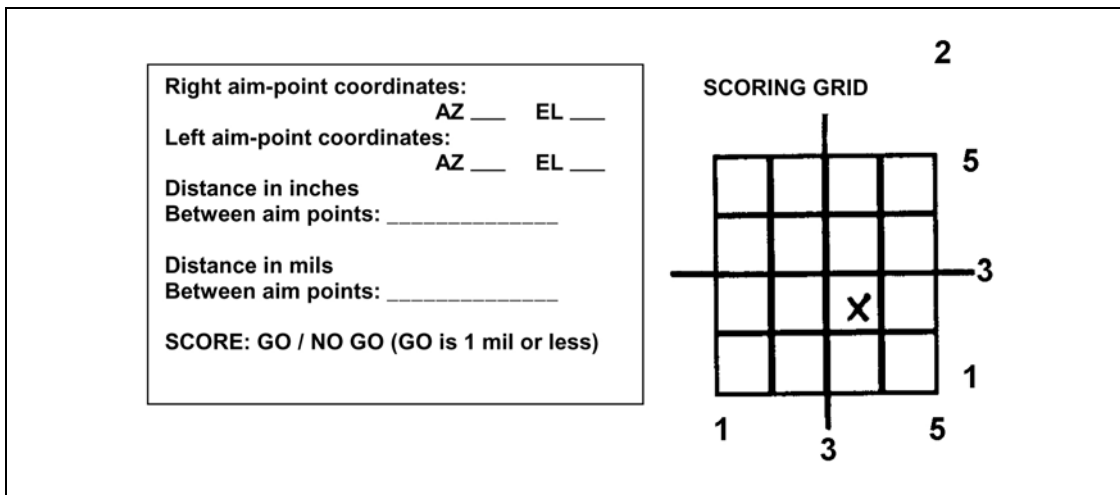 Right aim-point coordinates:
AZ ___ EL ___
Left aim-point coordinates:
AZ ___ EL ___
Distance in inches
Between aim points: ______________
Distance in mils
Between aim points: ______________
SCORE: GO / NO GO (GO is 1 mil or less)
2
SCORING GRID
5
3
X
1
1
3
5